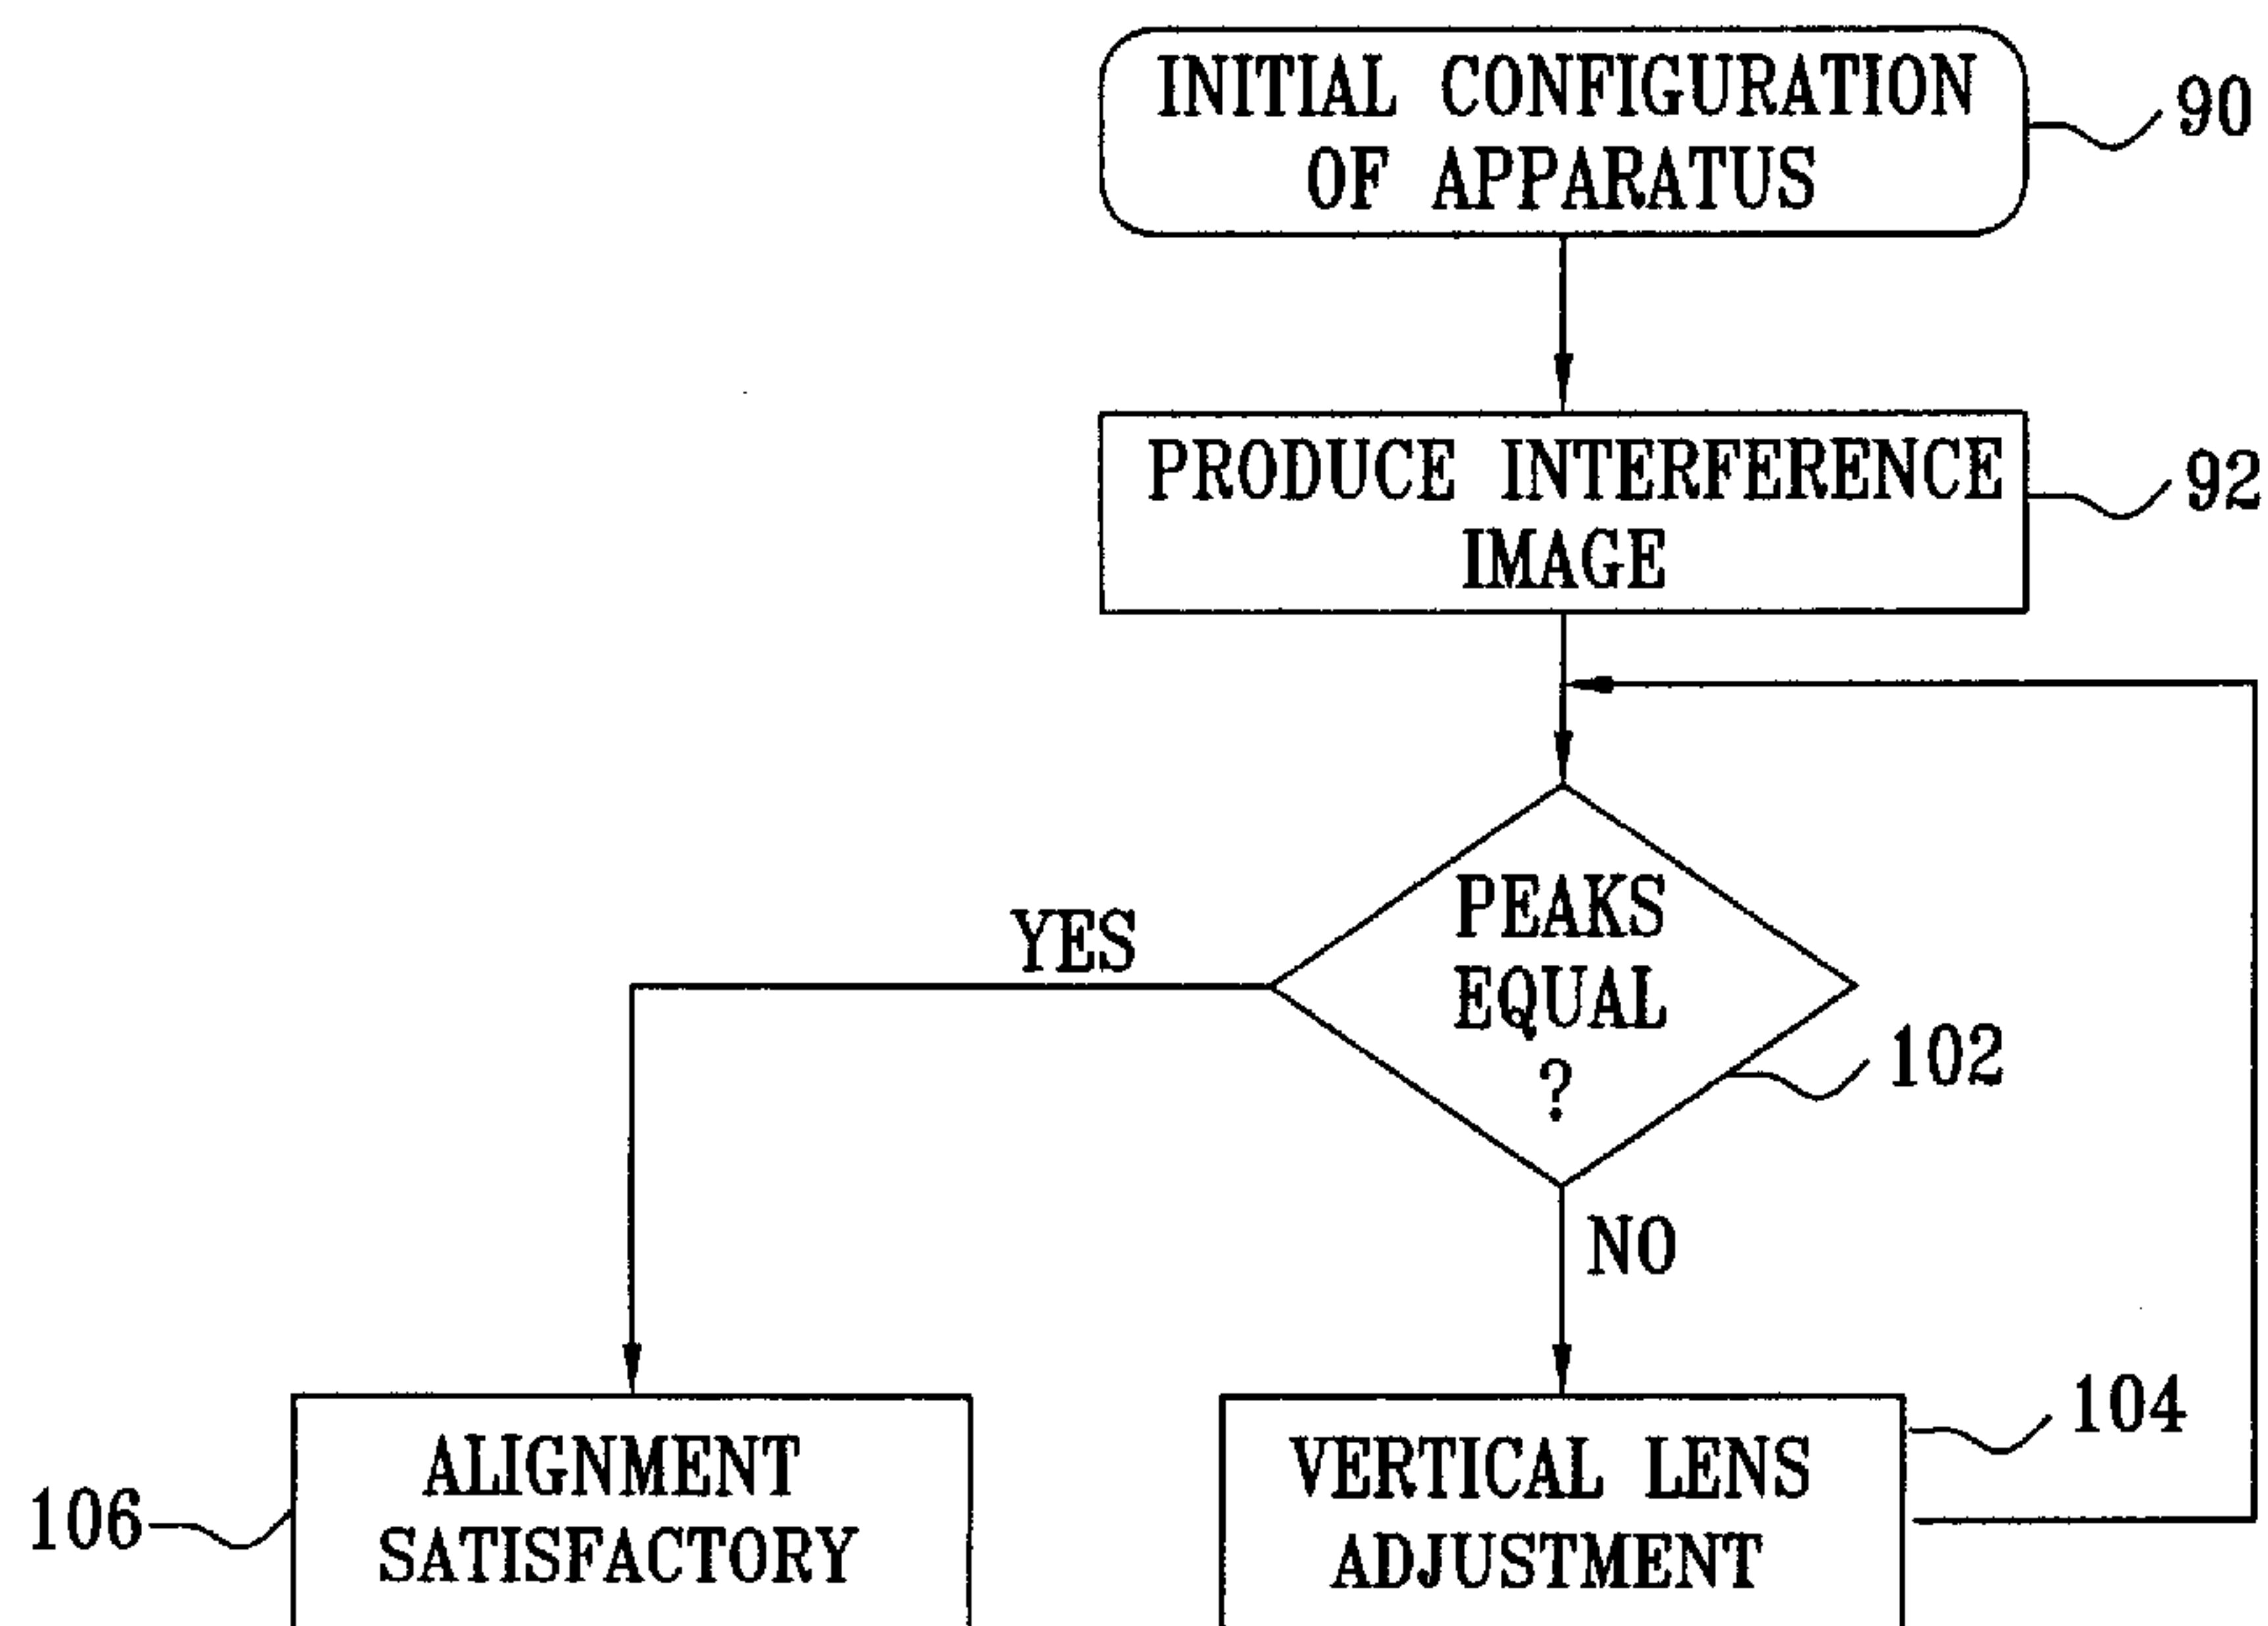 INITIAL CONFIGURATION
OF APPARATUS
90
PRODUCE INTERFERENCE
IMAGE
92
PEAKS
EQUAL
?
102
YES
NO
ALIGNMENT
SATISFACTORY
106
VERTICAL LENS
ADJUSTMENT
104